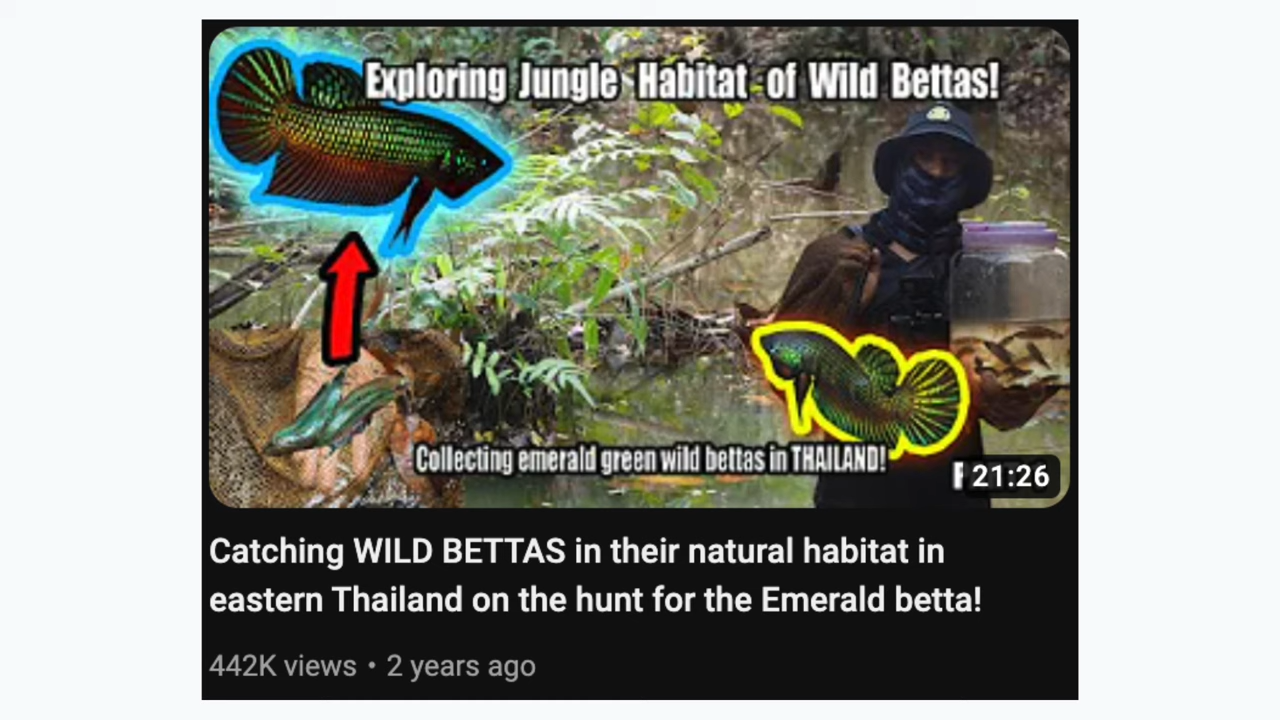 Exploring Jungle Habitat of Wild Bettas!
Collecting emerald green wild bettas in THAILAND!
21:26
Catching WILD BETTAS in their natural habitat in
eastern Thailand on the hunt for the Emerald betta!
442K views • 2 years ago